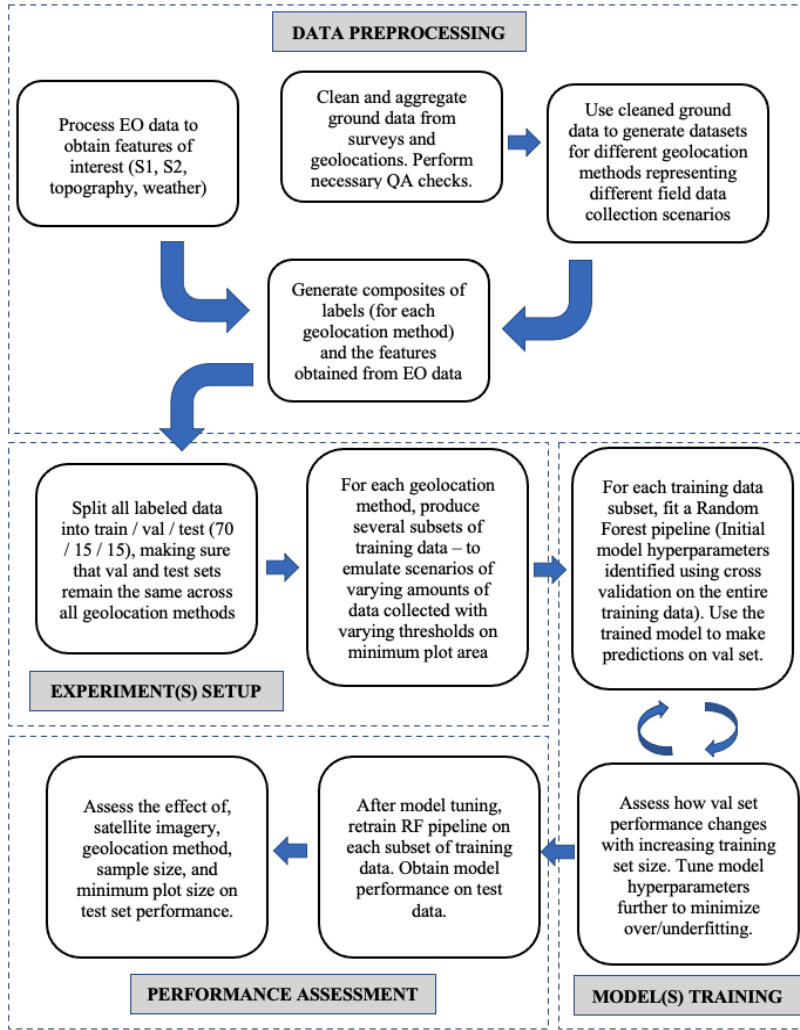 DATA PREPROCESSING
Process EO data to
obtain features of
interest (S1, S2,
topography, weather)
Clean and aggregate
ground data from
surveys and
geolocations. Perform
necessary QA checks.
Use cleaned ground
data to generate datasets
for different geolocation
methods representing
different field data
collection scenarios
Generate composites of
labels (for each
geolocation method)
and the features
obtained from EO data
Split all labeled data
into train / val / test (70
/ 15 / 15), making sure
that val and test sets
remain the same across
all geolocation methods
For each geolocation
method, produce
several subsets of
training data – to
emulate scenarios of
varying amounts of
data collected with
varying thresholds on
minimum plot area
EXPERIMENT(S) SETUP
For each training data
subset, fit a Random
Forest pipeline (Initial
model hyperparameters
identified using cross
validation on the entire
training data). Use the
trained model to make
predictions on val set.
Assess how val set
performance changes
with increasing training
set size. Tune model
hyperparameters
further to minimize
over/underfitting.
MODEL(S) TRAINING
After model tuning,
retrain RF pipeline on
each subset of training
data. Obtain model
performance on test
data.
Assess the effect of,
satellite imagery,
geolocation method,
sample size, and
minimum plot size on
test set performance.
PERFORMANCE ASSESSMENT